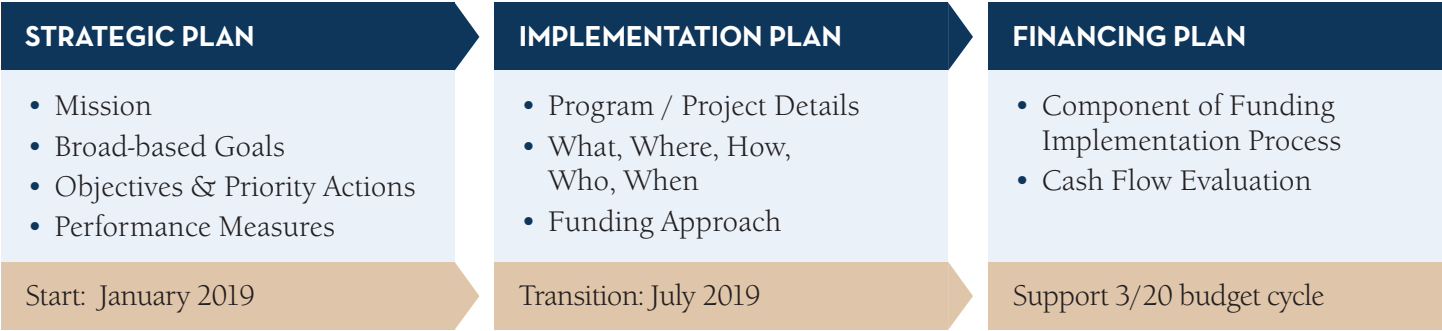 STRATEGIC PLAN
• Mission
• Broad-based Goals
• Objectives & Priority Actions
• Performance Measures
Start: January 2019
IMPLEMENTATION PLAN
• Program / Project Details
• What, Where, How,
Who, When
• Funding Approach
Transition: July 2019
FINANCING PLAN
• Component of Funding
Implementation Process
• Cash Flow Evaluation
Support 3/20 budget cycle